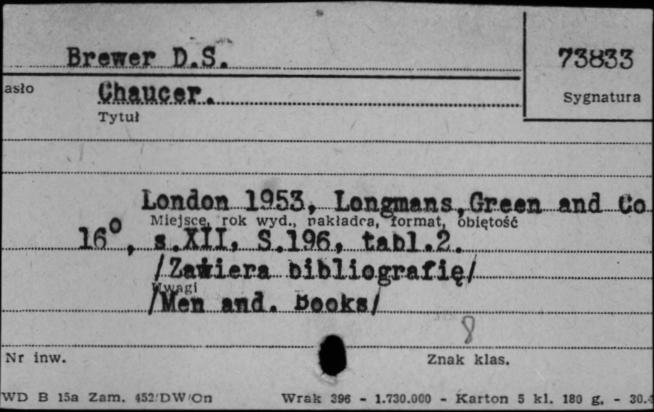 Brewer D.S.
73833
asło
Chaucer.
Sygnatura
Tytuł
London 1953, Longmans, Green and Co
Miejsce, rok wyd., nakładca, format, objętość
16°, s.XII, S.196, tabl.2.
/Zawiera bibliografię/
Uwagi
/Men and. Books/
8
Nr inw.
Znak klas.
WD B 15a Zam. 452/DW/On Wrak 396 - 1.730.000 - Karton 5 kl. 180 g. - 30.